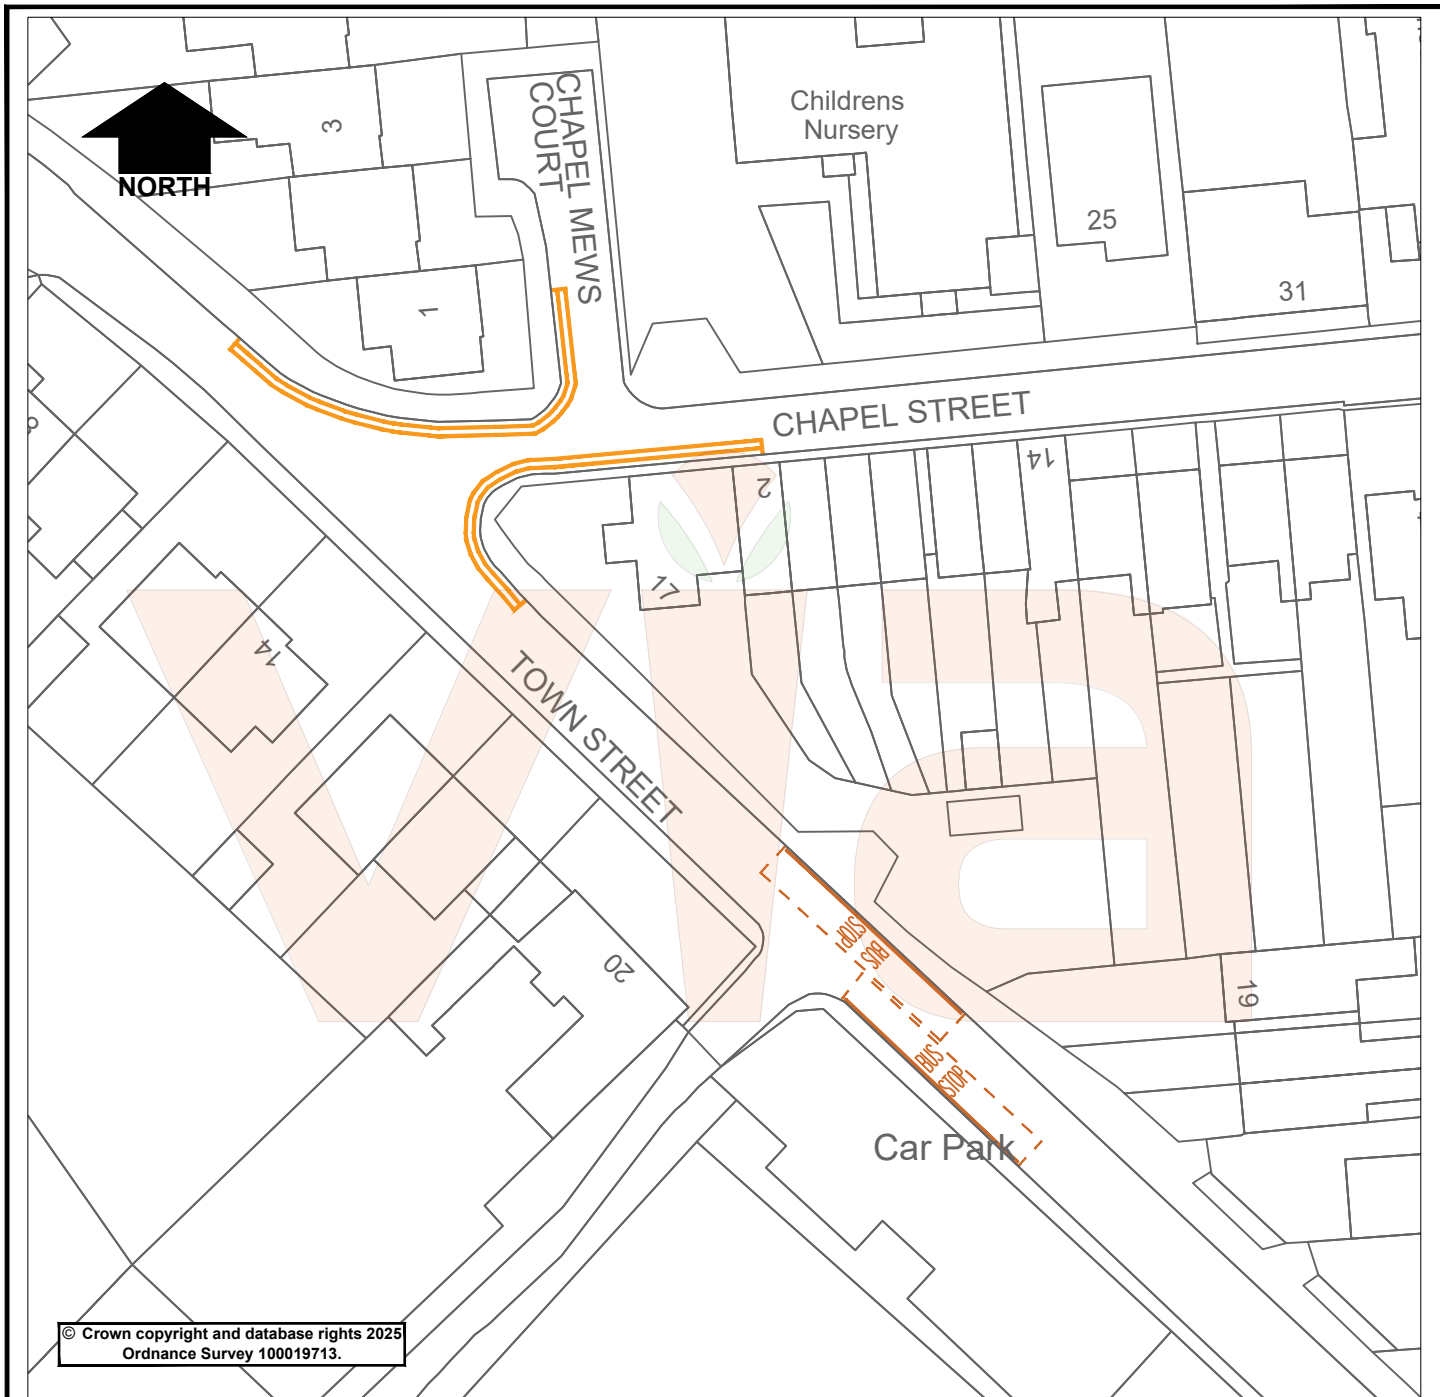 Childrens
Nursery
CHAPEL MEWS
COURT
3
NORTH
25
31
1
CHAPEL STREET
14
2
17
14
TOWN STREET
20
BUS
STOP
19
BUS
STOP
Car Park
© Crown copyright and database rights 2025
Ordnance Survey 100019713.